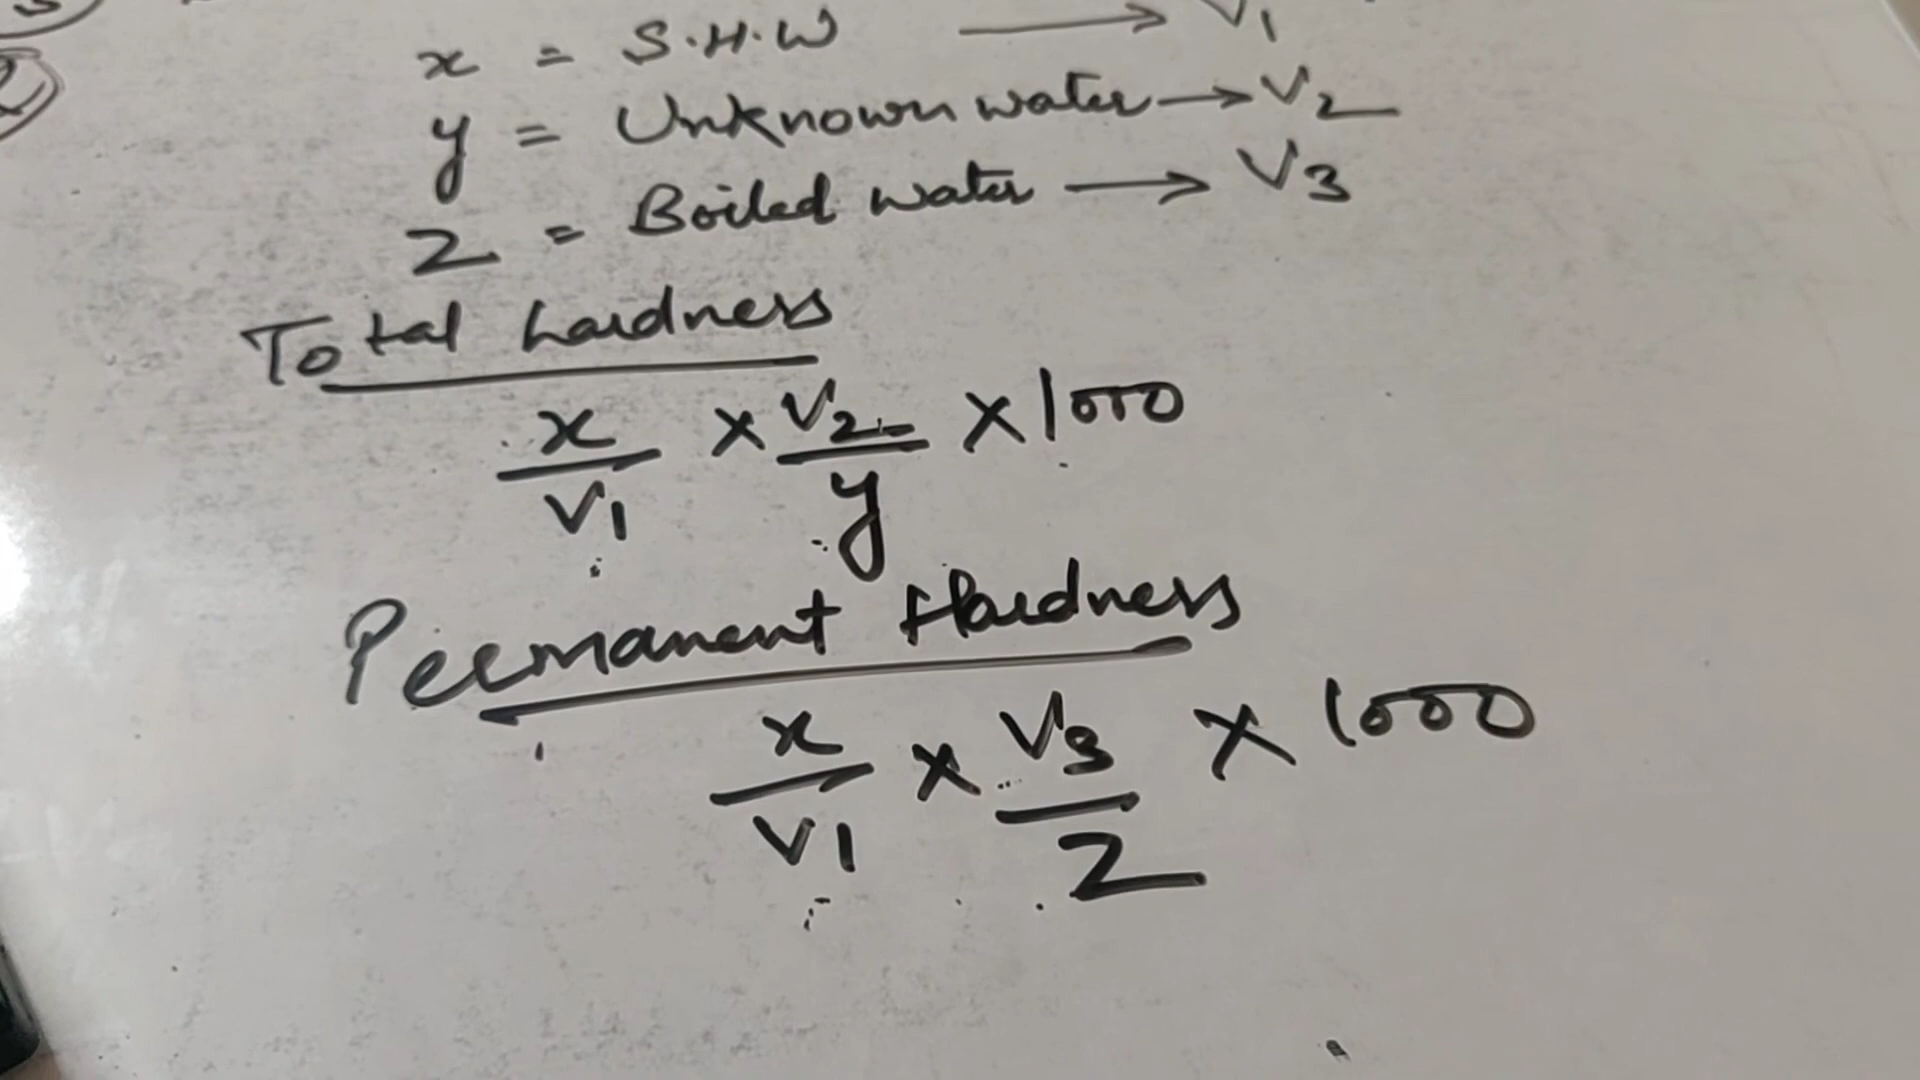 x = S.H.W → V1
y = Unknown water → V2
Z = Boiled water → V3
Total hardness
x/V1 × V2/y × 1000
Permanent Hardness
x/V1 × V3/Z × 1000